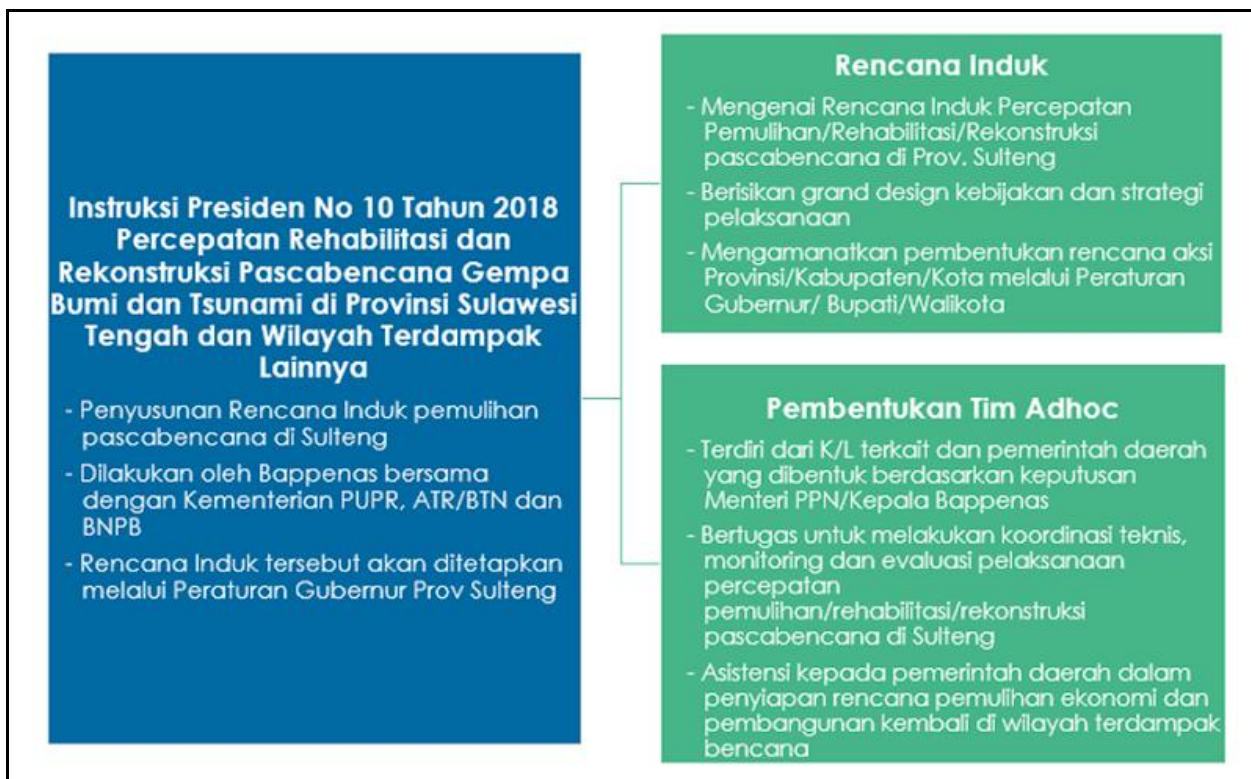 Instruksi Presiden No 10 Tahun 2018
Percepatan Rehabilitasi dan
Rekonstruksi Pascabencana Gempa
Bumi dan Tsunami di Provinsi Sulawesi
Tengah dan Wilayah Terdampak
Lainnya
- Penyusunan Rencana Induk pemulihan
pascabencana di Sulteng
- Dilakukan oleh Bappenas bersama
dengan Kementerian PUPR, ATR/BTN dan
BNPB
- Rencana Induk tersebut akan ditetapkan
melalui Peraturan Gubernur Prov Sulteng
Rencana Induk
- Mengenai Rencana Induk Percepatan
Pemulihan/Rehabilitasi/Rekonstruksi
pascabencana di Prov. Sulteng
- Berisikan grand design kebijakan dan strategi
pelaksanaan
- Mengamanatkan pembentukan rencana aksi
Provinsi/Kabupaten/Kota melalui Peraturan
Gubernur/ Bupati/Walikota
Pembentukan Tim Adhoc
- Terdiri dari K/L terkait dan pemerintah daerah
yang dibentuk berdasarkan keputusan
Menteri PPN/Kepala Bappenas
- Bertugas untuk melakukan koordinasi teknis,
monitoring dan evaluasi pelaksanaan
percepatan
pemulihan/rehabilitasi/rekonstruksi
pascabencana di Sulteng
- Asistensi kepada pemerintah daerah dalam
penyiapan rencana pemulihan ekonomi dan
pembangunan kembali di wilayah terdampak
bencana